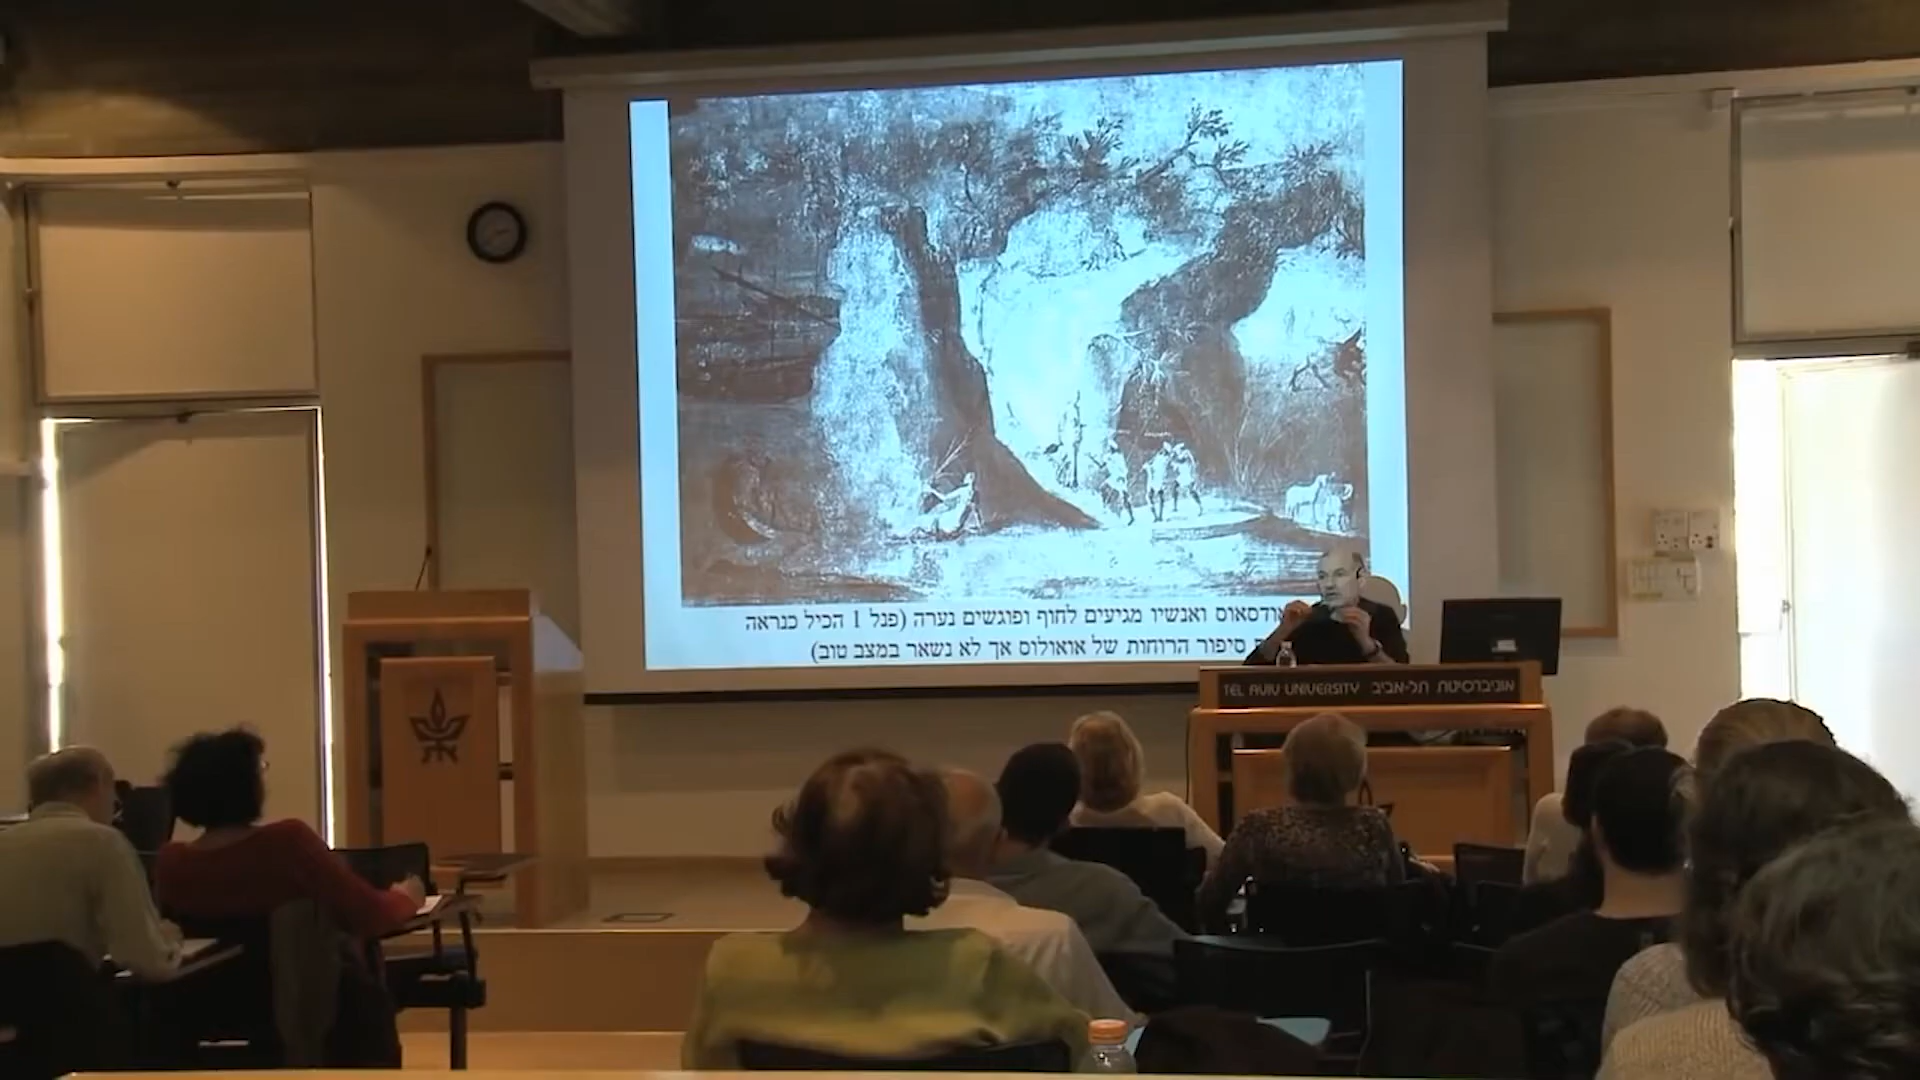 אודסאוס ואנשיו מגיעים לחוף ופוגשים נערה (פנל 1 הכיל כנראה
סיפור הרוחות של אואולוס אך לא נשאר במצב טוב)
TEL AVIV UNIVERSITY אוניברסיטת תל-אביב